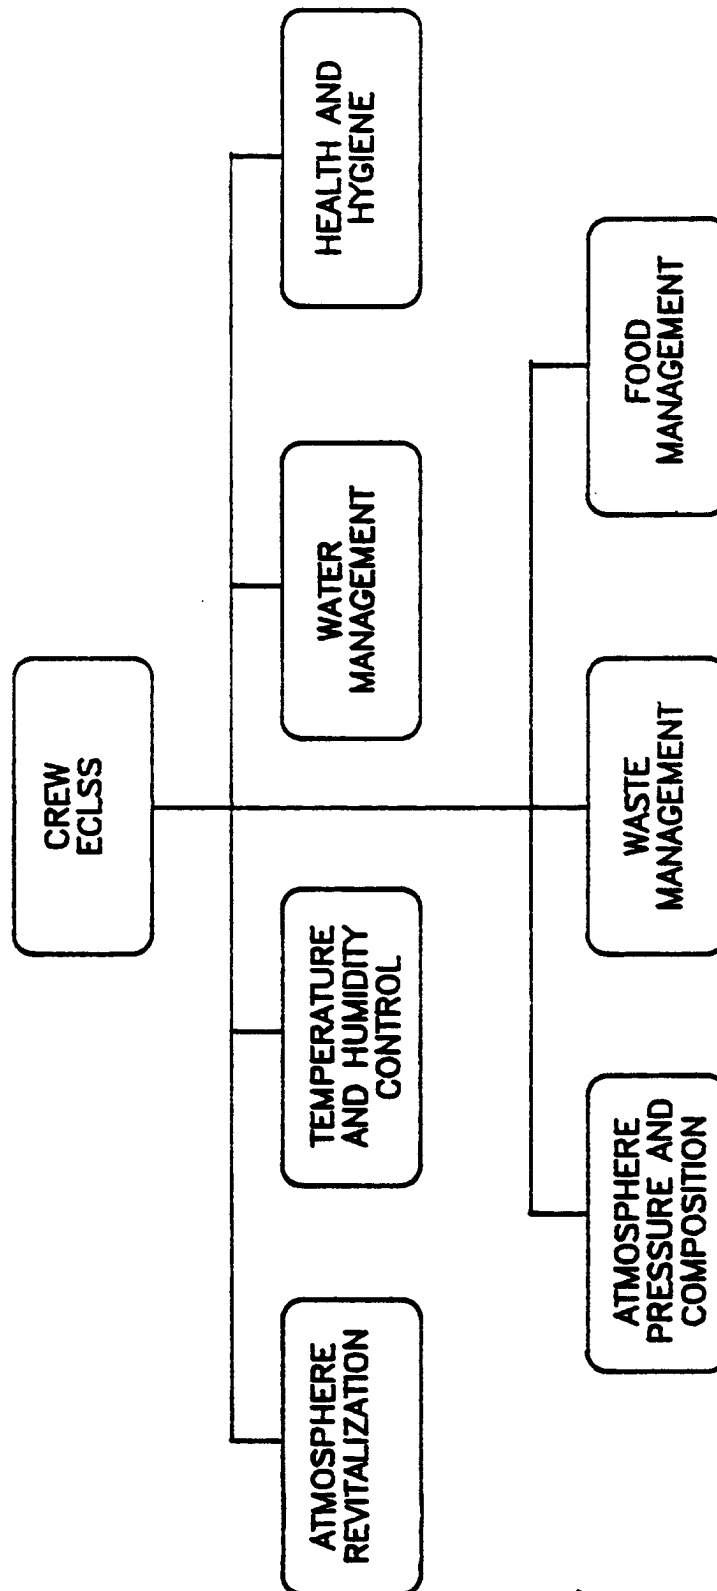 CREW
ECLSS
ATMOSPHERE
REVITALIZATION
TEMPERATURE
AND HUMIDITY
CONTROL
WATER
MANAGEMENT
HEALTH AND
HYGIENE
ATMOSPHERE
PRESSURE AND
COMPOSITION
WASTE
MANAGEMENT
FOOD
MANAGEMENT